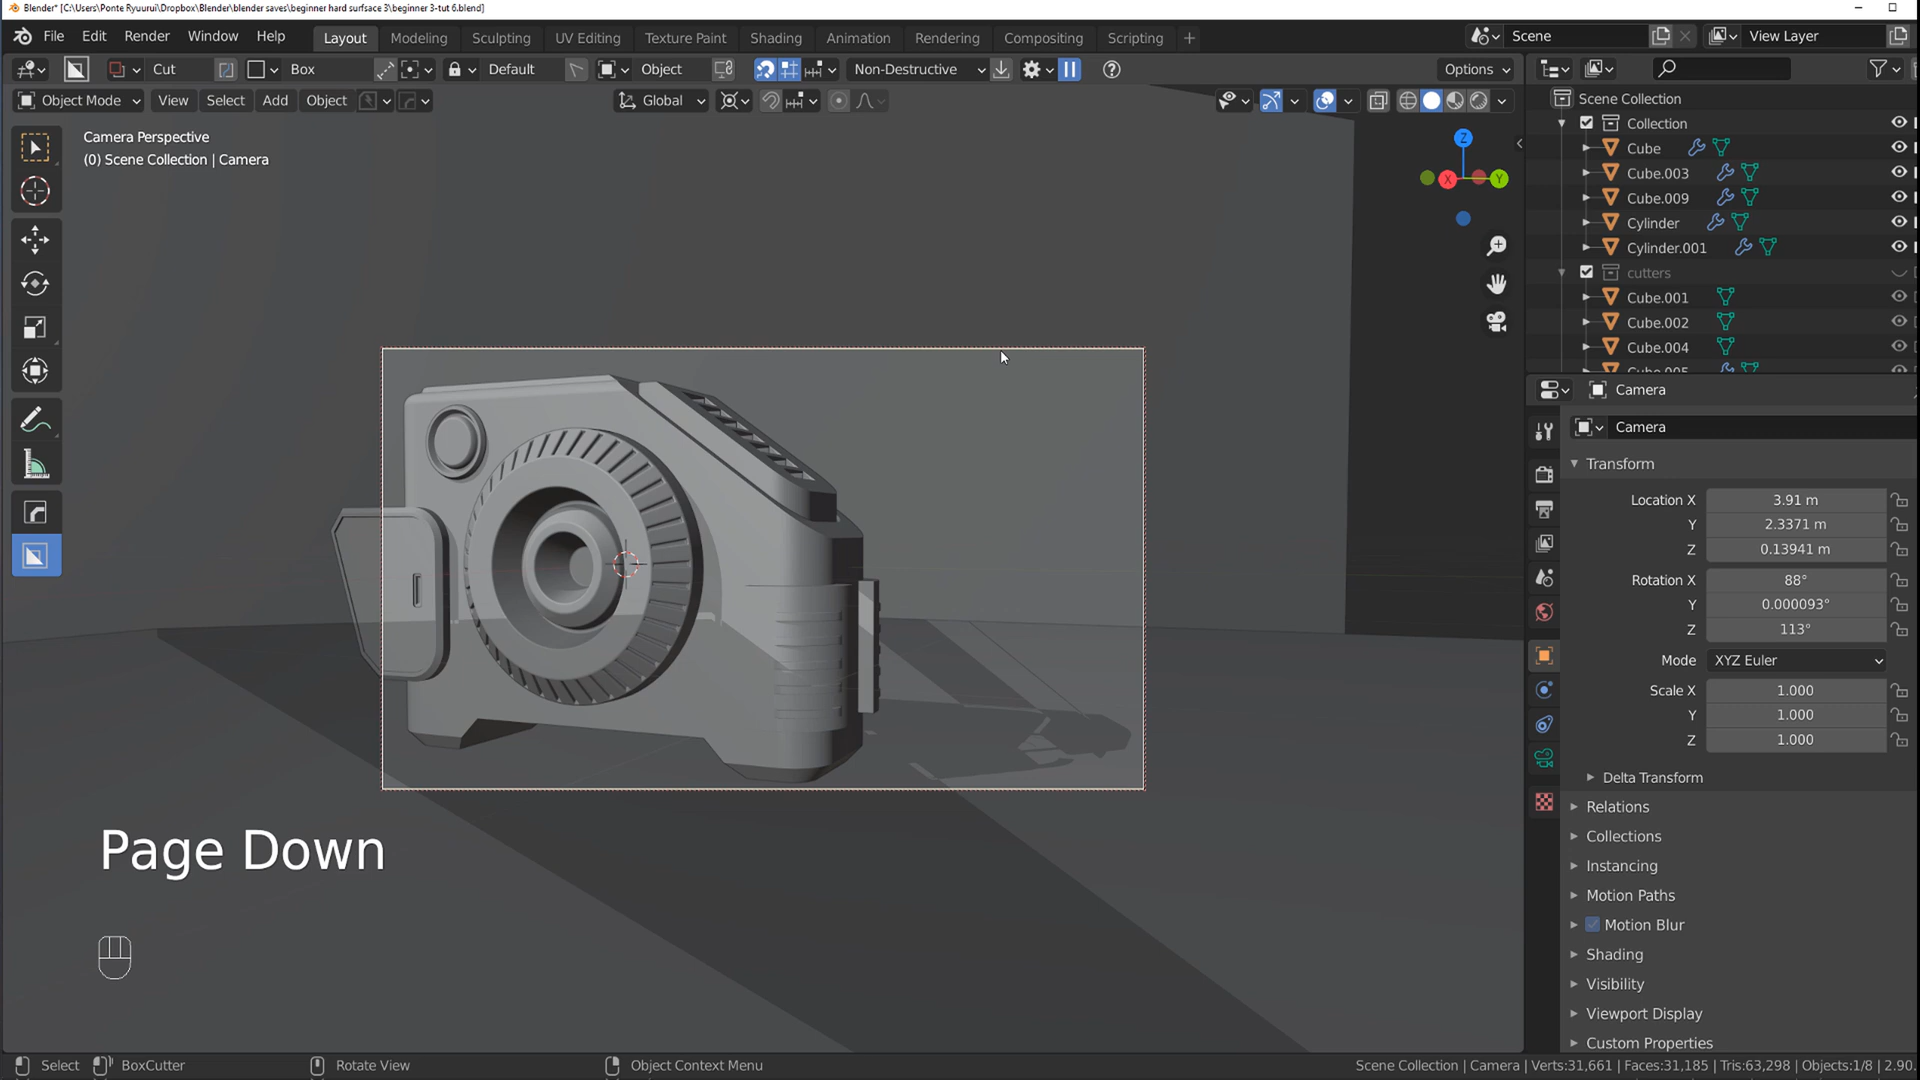 Blender* [C:\Users\Ponte Ryuurui\Dropbox\Blender\blender saves\beginner hard surfsace 3\beginner 3-tut 6.blend]
File Edit Render Window Help Layout Modeling Sculpting UV Editing Texture Paint Shading Animation Rendering Compositing Scripting + Scene View Layer
Cut Box Default Object Non-Destructive Options
Object Mode View Select Add Object Global
Camera Perspective
(0) Scene Collection | Camera
Z
X Y
Scene Collection
Collection
Cube
Cube.003
Cube.009
Cylinder
Cylinder.001
cutters
Cube.001
Cube.002
Cube.004
Cube.005
Camera
Camera
Transform
Location X 3.91 m
Y 2.3371 m
Z 0.13941 m
Rotation X 88°
Y 0.000093°
Z 113°
Mode XYZ Euler
Scale X 1.000
Y 1.000
Z 1.000
Delta Transform
Relations
Collections
Instancing
Motion Paths
Motion Blur
Shading
Visibility
Viewport Display
Custom Properties
Page Down
Select BoxCutter Rotate View Object Context Menu Scene Collection | Camera | Verts:31,661 | Faces:31,185 | Tris:63,298 | Objects:1/8 | 2.90.